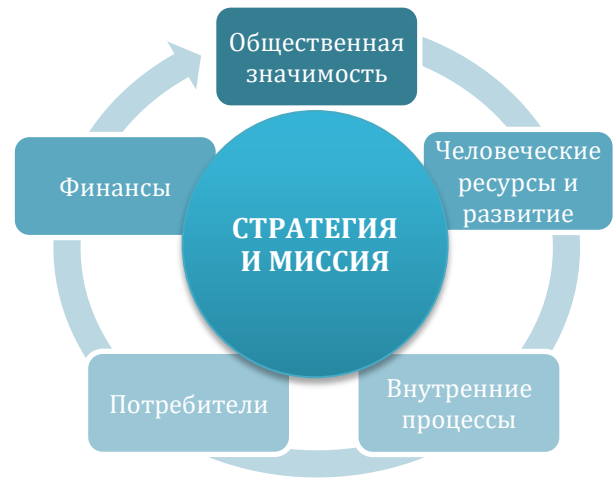 Общественная
значимость
Человеческие
ресурсы и
развитие
Внутренние
процессы
Потребители
Финансы
СТРАТЕГИЯ
И МИССИЯ